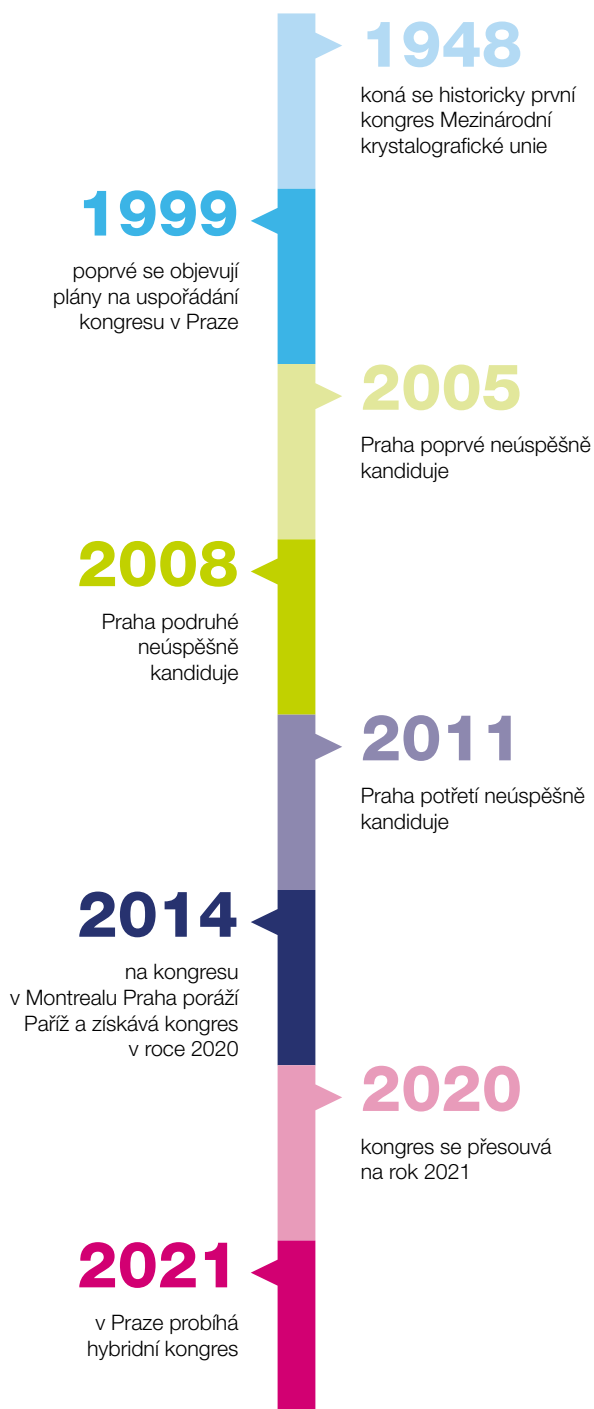 1948
koná se historicky první
kongres Mezinárodní
krystalografické unie
1999
poprvé se objevují
plány na uspořádání
kongresu v Praze
2005
Praha poprvé neúspěšně
kandiduje
2008
Praha podruhé
neúspěšně
kandiduje
2011
Praha potřetí neúspěšně
kandiduje
2014
na kongresu
v Montrealu Praha poráží
Paříž a získává kongres
v roce 2020
2020
kongres se přesouvá
na rok 2021
2021
v Praze probíhá
hybridní kongres